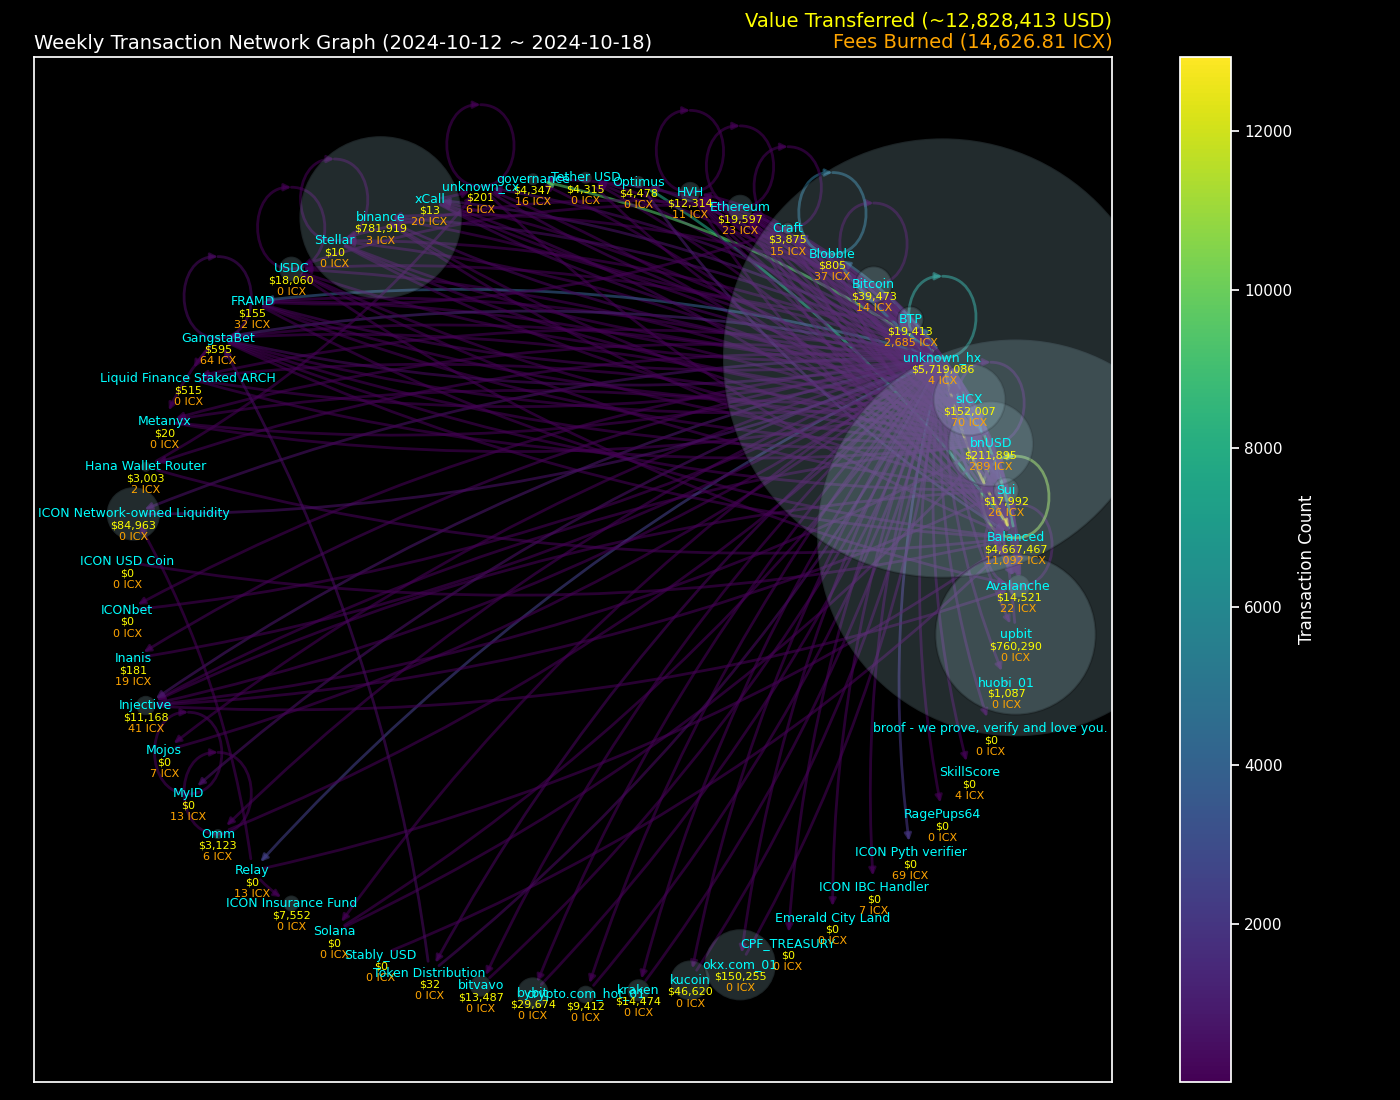 Value Transferred (~12,828,413 USD)
Weekly Transaction Network Graph (2024-10-12 ~ 2024-10-18)
Fees Burned (14,626.81 ICX)
governance
$4,347
16 ICX
Tether USD
$4,315
0 ICX
Optimus
$4,478
0 ICX
unknown_cx
$201
6 ICX
HVH
$12,314
11 ICX
xCall
$13
20 ICX
Ethereum
$19,597
23 ICX
binance
$781,919
3 ICX
Craft
$3,875
15 ICX
Stellar
$10
0 ICX
Blobble
$805
37 ICX
USDC
$18,060
0 ICX
Bitcoin
$39,473
14 ICX
FRAMD
$155
32 ICX
BTP
$19,413
2,685 ICX
GangstaBet
$595
64 ICX
unknown_hx
$5,719,086
4 ICX
Liquid Finance Staked ARCH
$515
0 ICX
sICX
$152,007
70 ICX
Metanyx
$20
0 ICX
bnUSD
$211,895
289 ICX
Hana Wallet Router
$3,003
2 ICX
Sui
$17,992
26 ICX
ICON Network-owned Liquidity
$84,963
0 ICX
Balanced
$4,667,467
11,092 ICX
ICON USD Coin
$0
0 ICX
Avalanche
$14,521
22 ICX
ICONbet
$0
0 ICX
upbit
$760,290
0 ICX
Inanis
$181
19 ICX
huobi_01
$1,087
0 ICX
Injective
$11,168
41 ICX
broof - we prove, verify and love you.
$0
0 ICX
Mojos
$0
7 ICX
SkillScore
$0
4 ICX
MyID
$0
13 ICX
RagePups64
$0
0 ICX
Omm
$3,123
6 ICX
ICON Pyth verifier
$0
69 ICX
Relay
$0
13 ICX
ICON IBC Handler
$0
7 ICX
ICON Insurance Fund
$7,552
0 ICX
Emerald City Land
$0
0 ICX
Solana
$0
0 ICX
CPF_TREASURY
$0
0 ICX
Stably_USD
$0
0 ICX
okx.com_01
$150,255
0 ICX
Token Distribution
$32
0 ICX
kucoin
$46,620
0 ICX
bitvavo
$13,487
0 ICX
kraken
$14,474
0 ICX
bybit
$29,674
0 ICX
crypto.com_hot_01
$9,412
0 ICX
12000
10000
8000
6000
4000
2000
Transaction Count